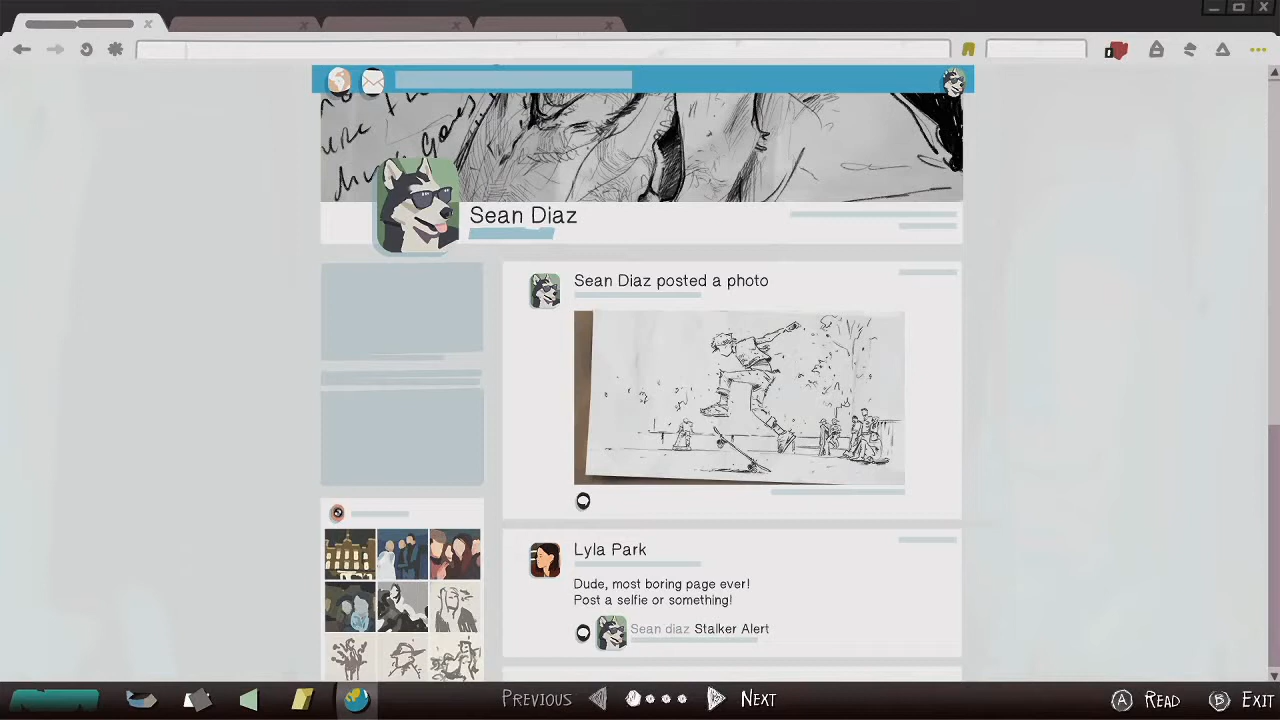 Games
Sean Diaz
Sean Diaz posted a photo
Lyla Park
Dude, most boring page ever!
Post a selfie or something!
Sean diaz Stalker Alert
Previous
Next
A Read
B Exit